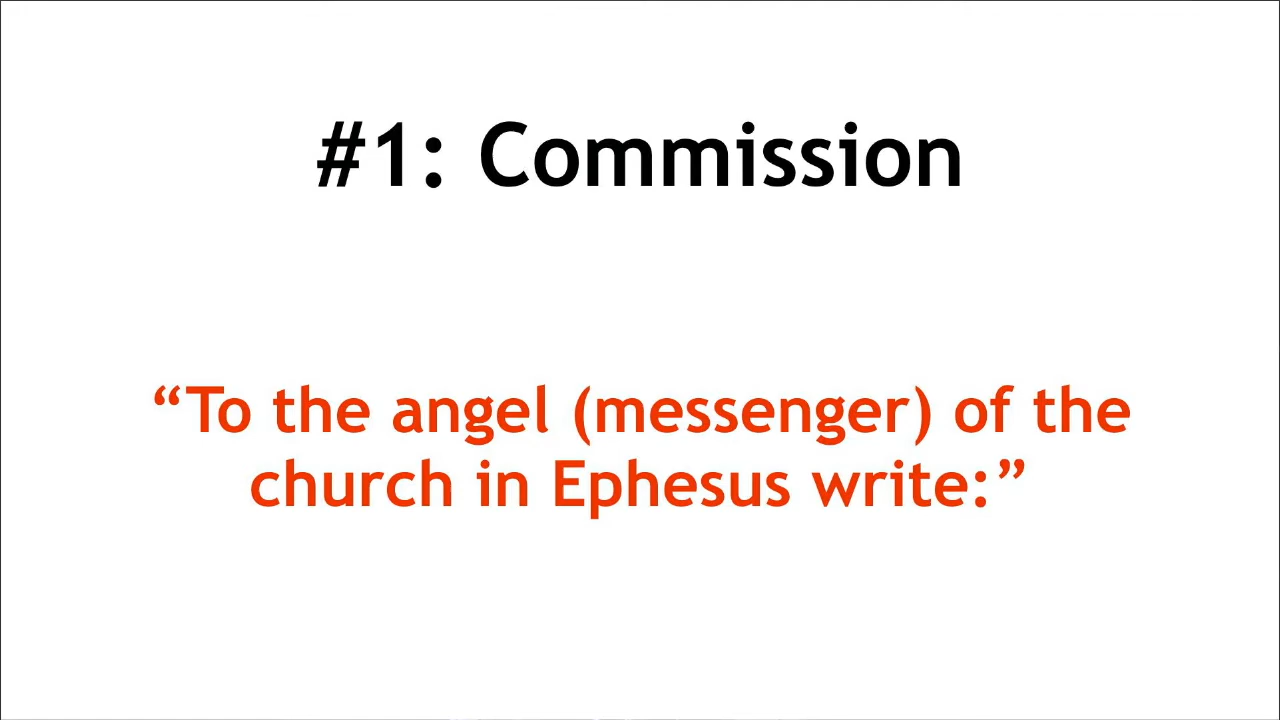 #1: Commission
“To the angel (messenger) of the
church in Ephesus write:”